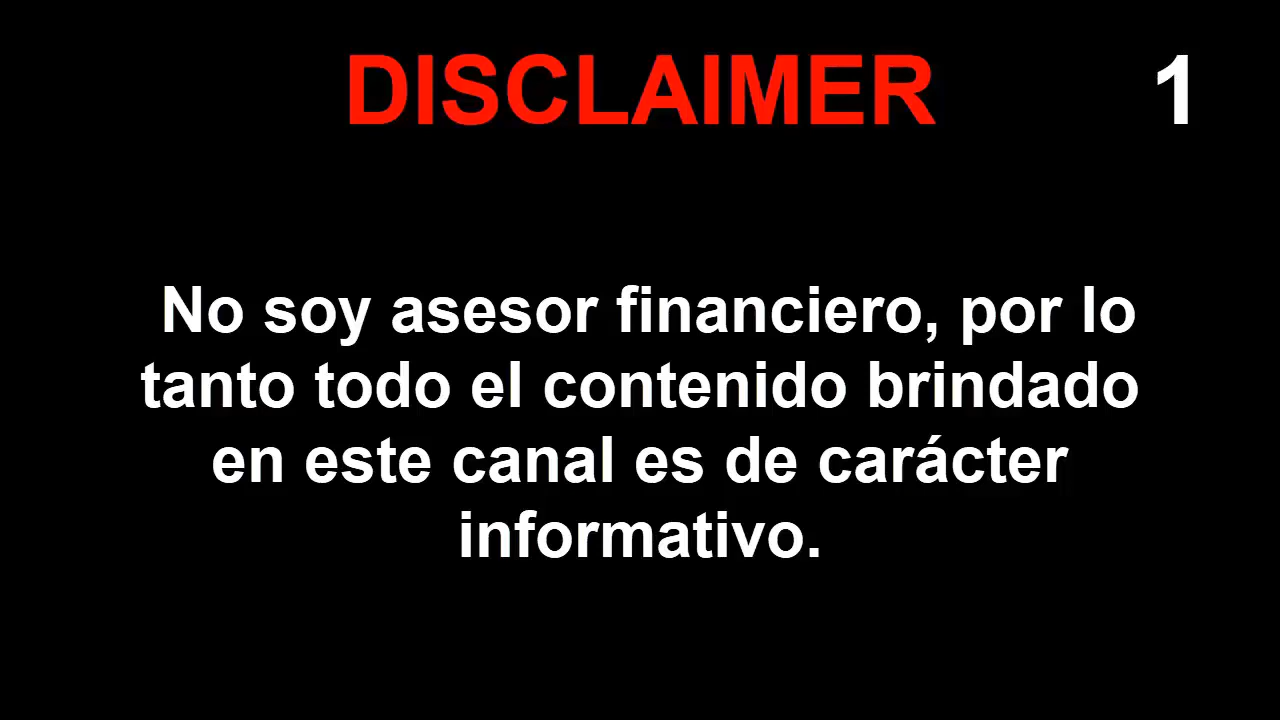 DISCLAIMER 1
No soy asesor financiero, por lo
tanto todo el contenido brindado
en este canal es de carácter
informativo.